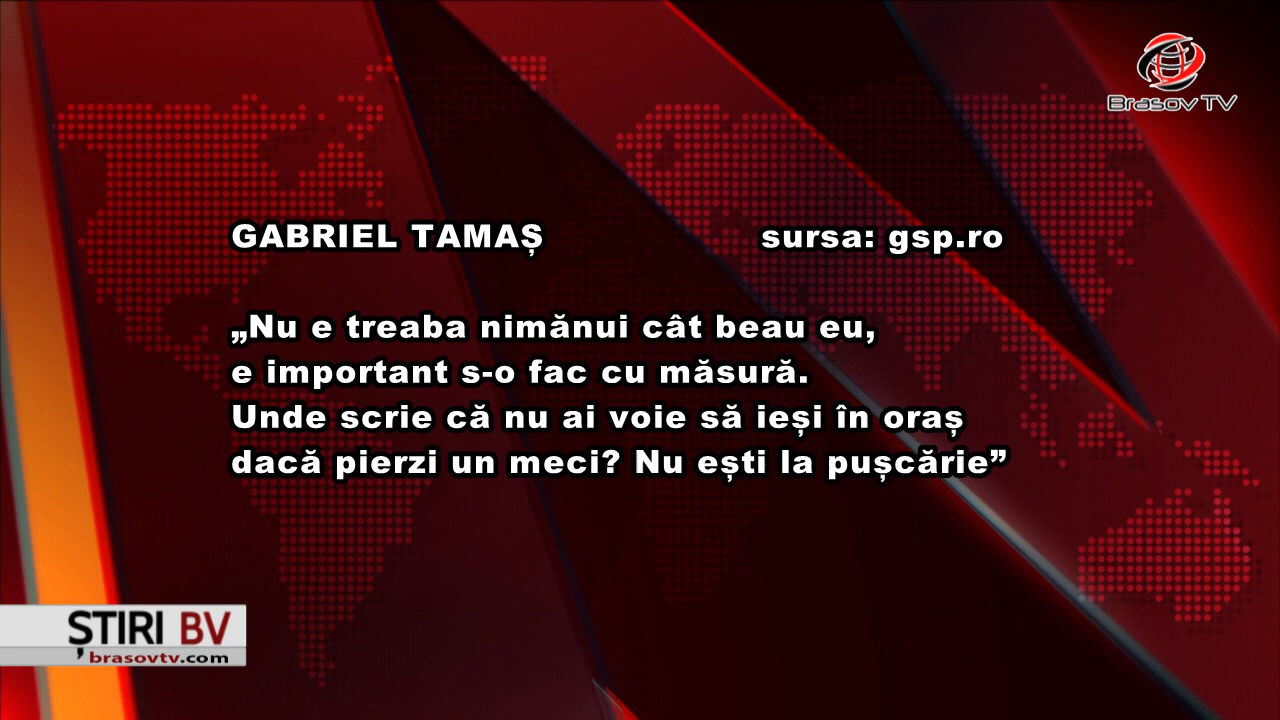 Brasov TV
GABRIEL TAMAȘ
sursa: gsp.ro
„Nu e treaba nimănui cât beau eu,
e important s-o fac cu măsură.
Unde scrie că nu ai voie să ieși în oraș
dacă pierzi un meci? Nu ești la pușcărie”
ȘTIRI BV
brasovtv.com